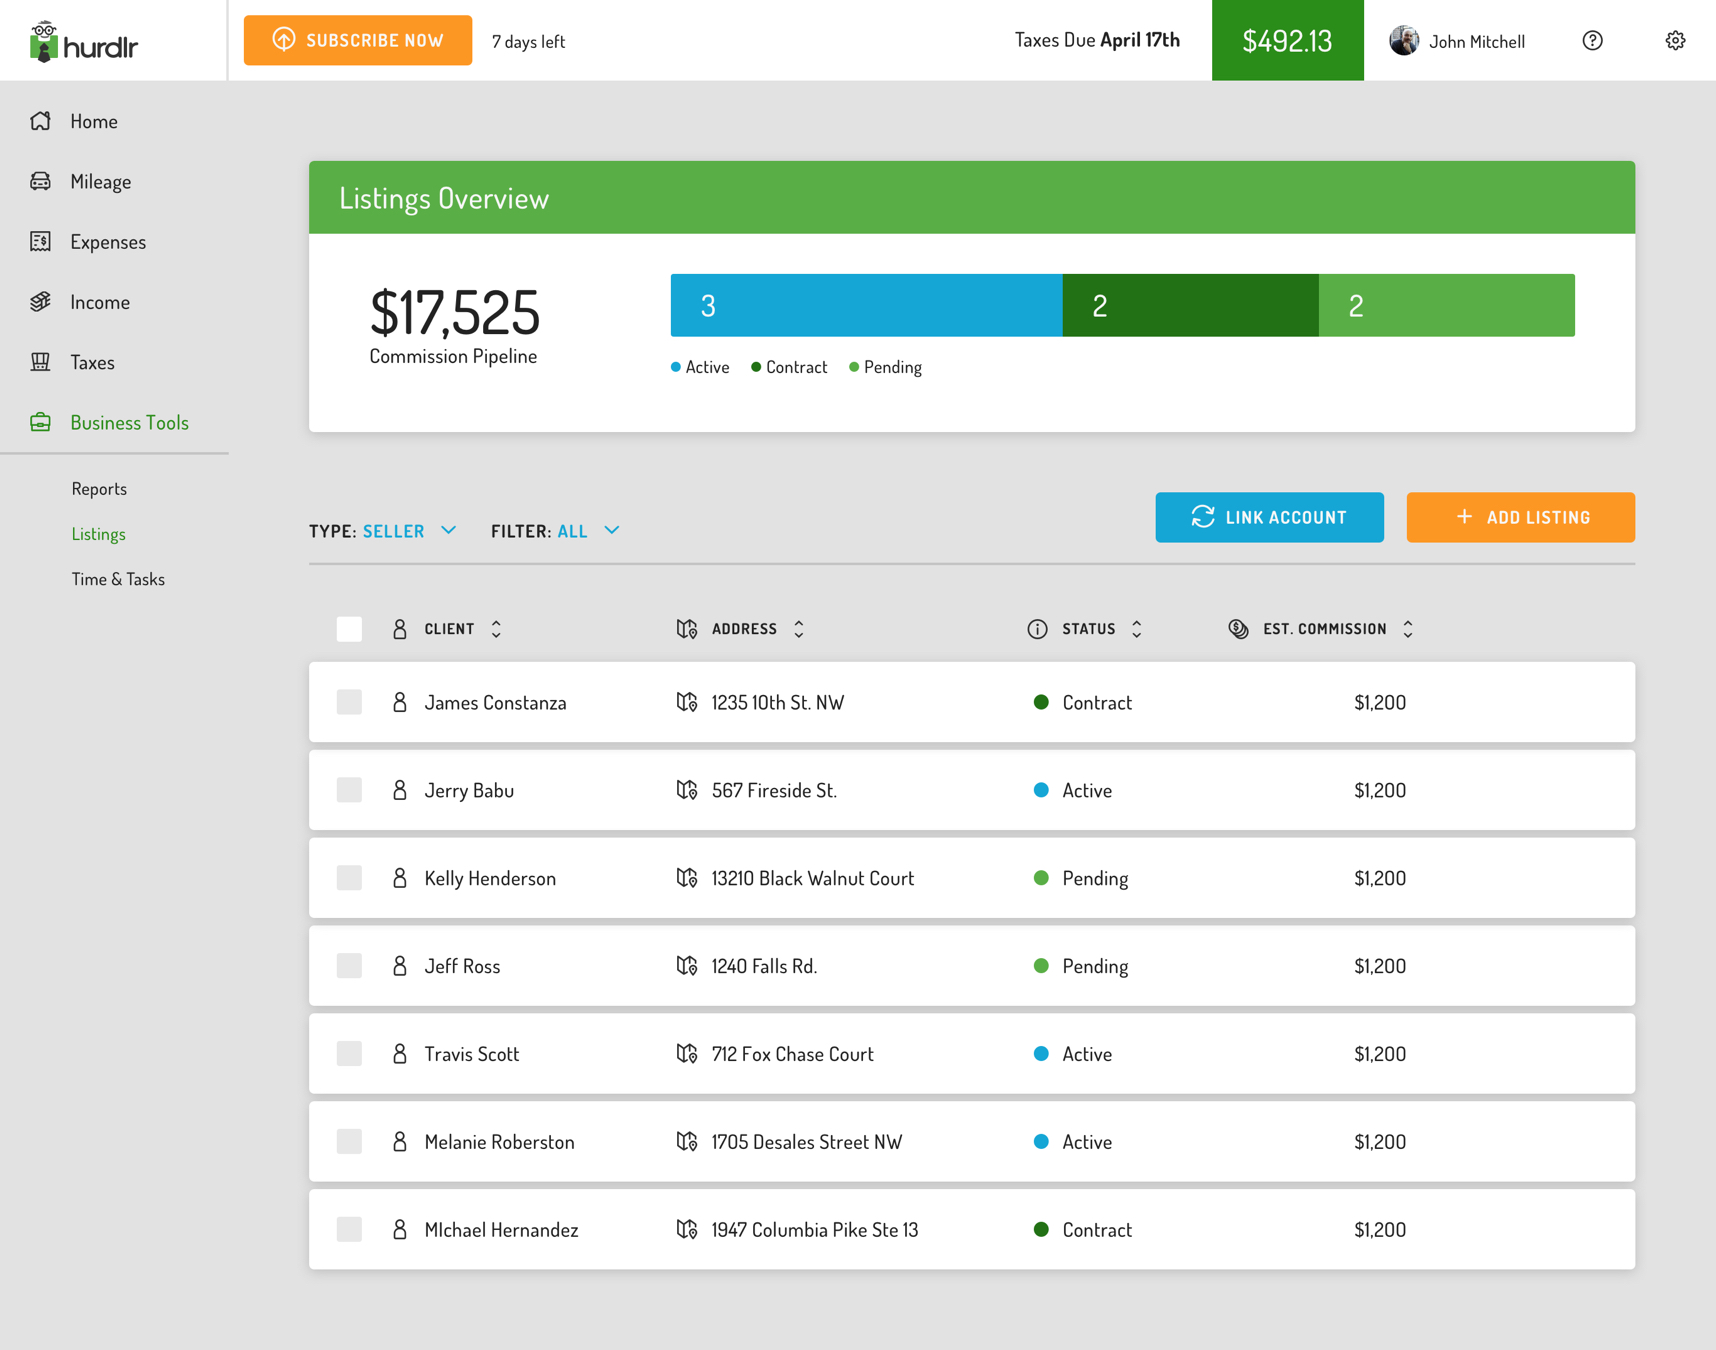 hurdlr
SUBSCRIBE NOW
7 days left
Taxes Due April 17th
$492.13
John Mitchell
Home
Mileage
Expenses
Income
Taxes
Business Tools
Reports
Listings
Time & Tasks
Listings Overview
$17,525
Commission Pipeline
3
2
2
Active
Contract
Pending
TYPE: SELLER
FILTER: ALL
LINK ACCOUNT
+ ADD LISTING
CLIENT ADDRESS STATUS EST. COMMISSION
James Constanza 1235 10th St. NW Contract $1,200
Jerry Babu 567 Fireside St. Active $1,200
Kelly Henderson 13210 Black Walnut Court Pending $1,200
Jeff Ross 1240 Falls Rd. Pending $1,200
Travis Scott 712 Fox Chase Court Active $1,200
Melanie Roberston 1705 Desales Street NW Active $1,200
MIchael Hernandez 1947 Columbia Pike Ste 13 Contract $1,200